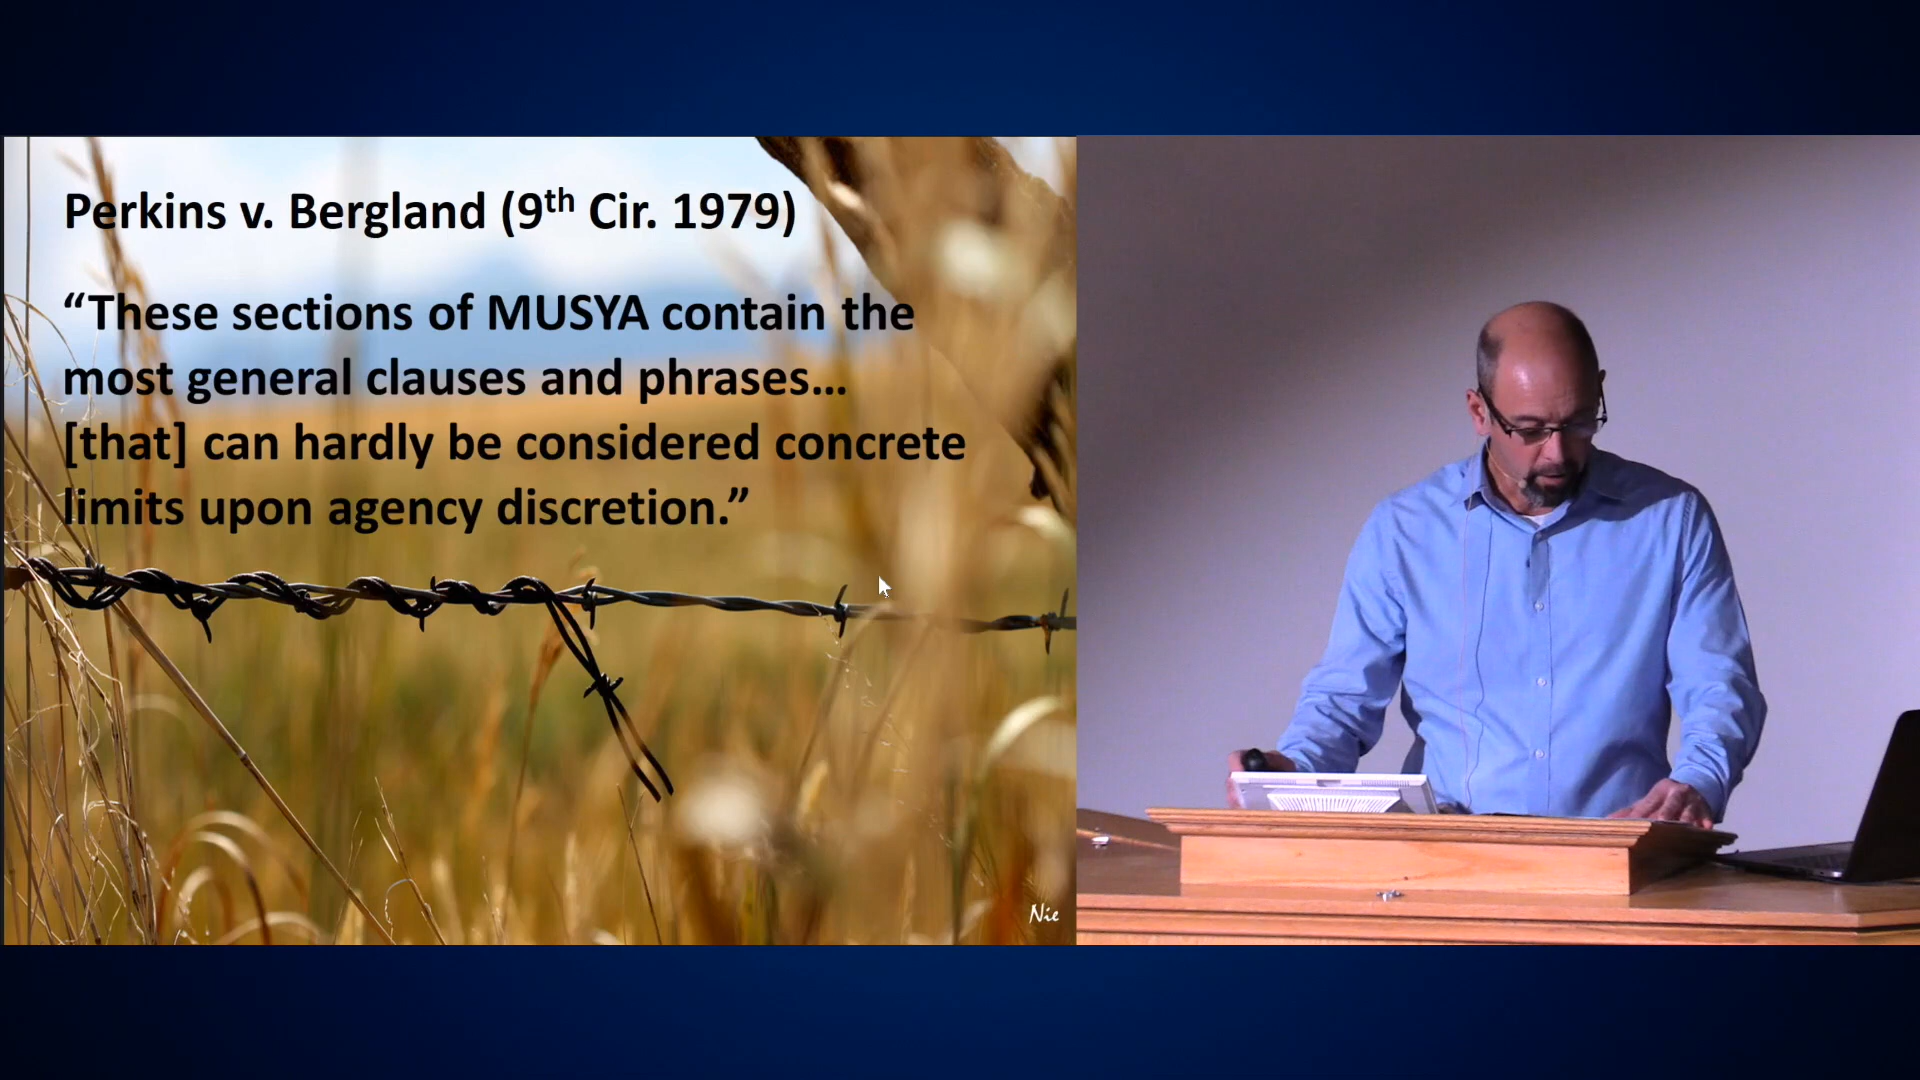 Perkins v. Bergland (9th Cir. 1979)
“These sections of MUSYA contain the
most general clauses and phrases…
[that] can hardly be considered concrete
limits upon agency discretion.”
Nie